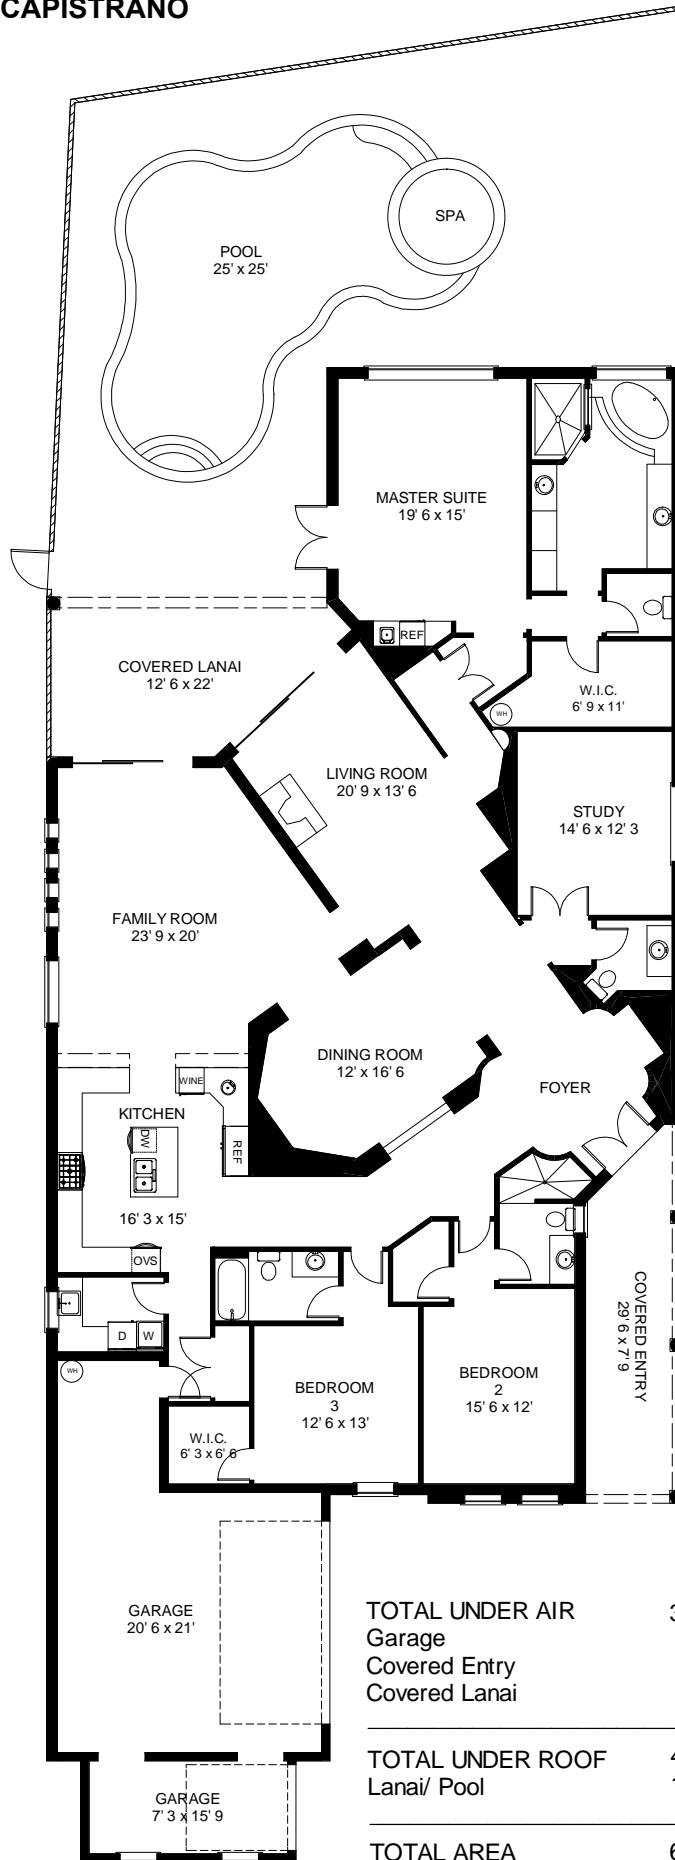 CAPISTRANO
SPA
POOL
25' x 25'
MASTER SUITE
19' 6 x 15'
REF
COVERED LANAI
12' 6 x 22'
W.I.C.
6' 9 x 11'
WH
LIVING ROOM
20' 9 x 13' 6
STUDY
14' 6 x 12' 3
FAMILY ROOM
23' 9 x 20'
DINING ROOM
12' x 16' 6
WINE
FOYER
KITCHEN
DW
REF
16' 3 x 15'
OVS
COVERED ENTRY
29' 6 x 7' 9
D
W
WH
BEDROOM
3
12' 6 x 13'
BEDROOM
2
15' 6 x 12'
W.I.C.
6' 3 x 6' 6
GARAGE
20' 6 x 21'
TOTAL UNDER AIR
Garage
Covered Entry
Covered Lanai
TOTAL UNDER ROOF
Lanai/ Pool
GARAGE
7' 3 x 15' 9
TOTAL AREA